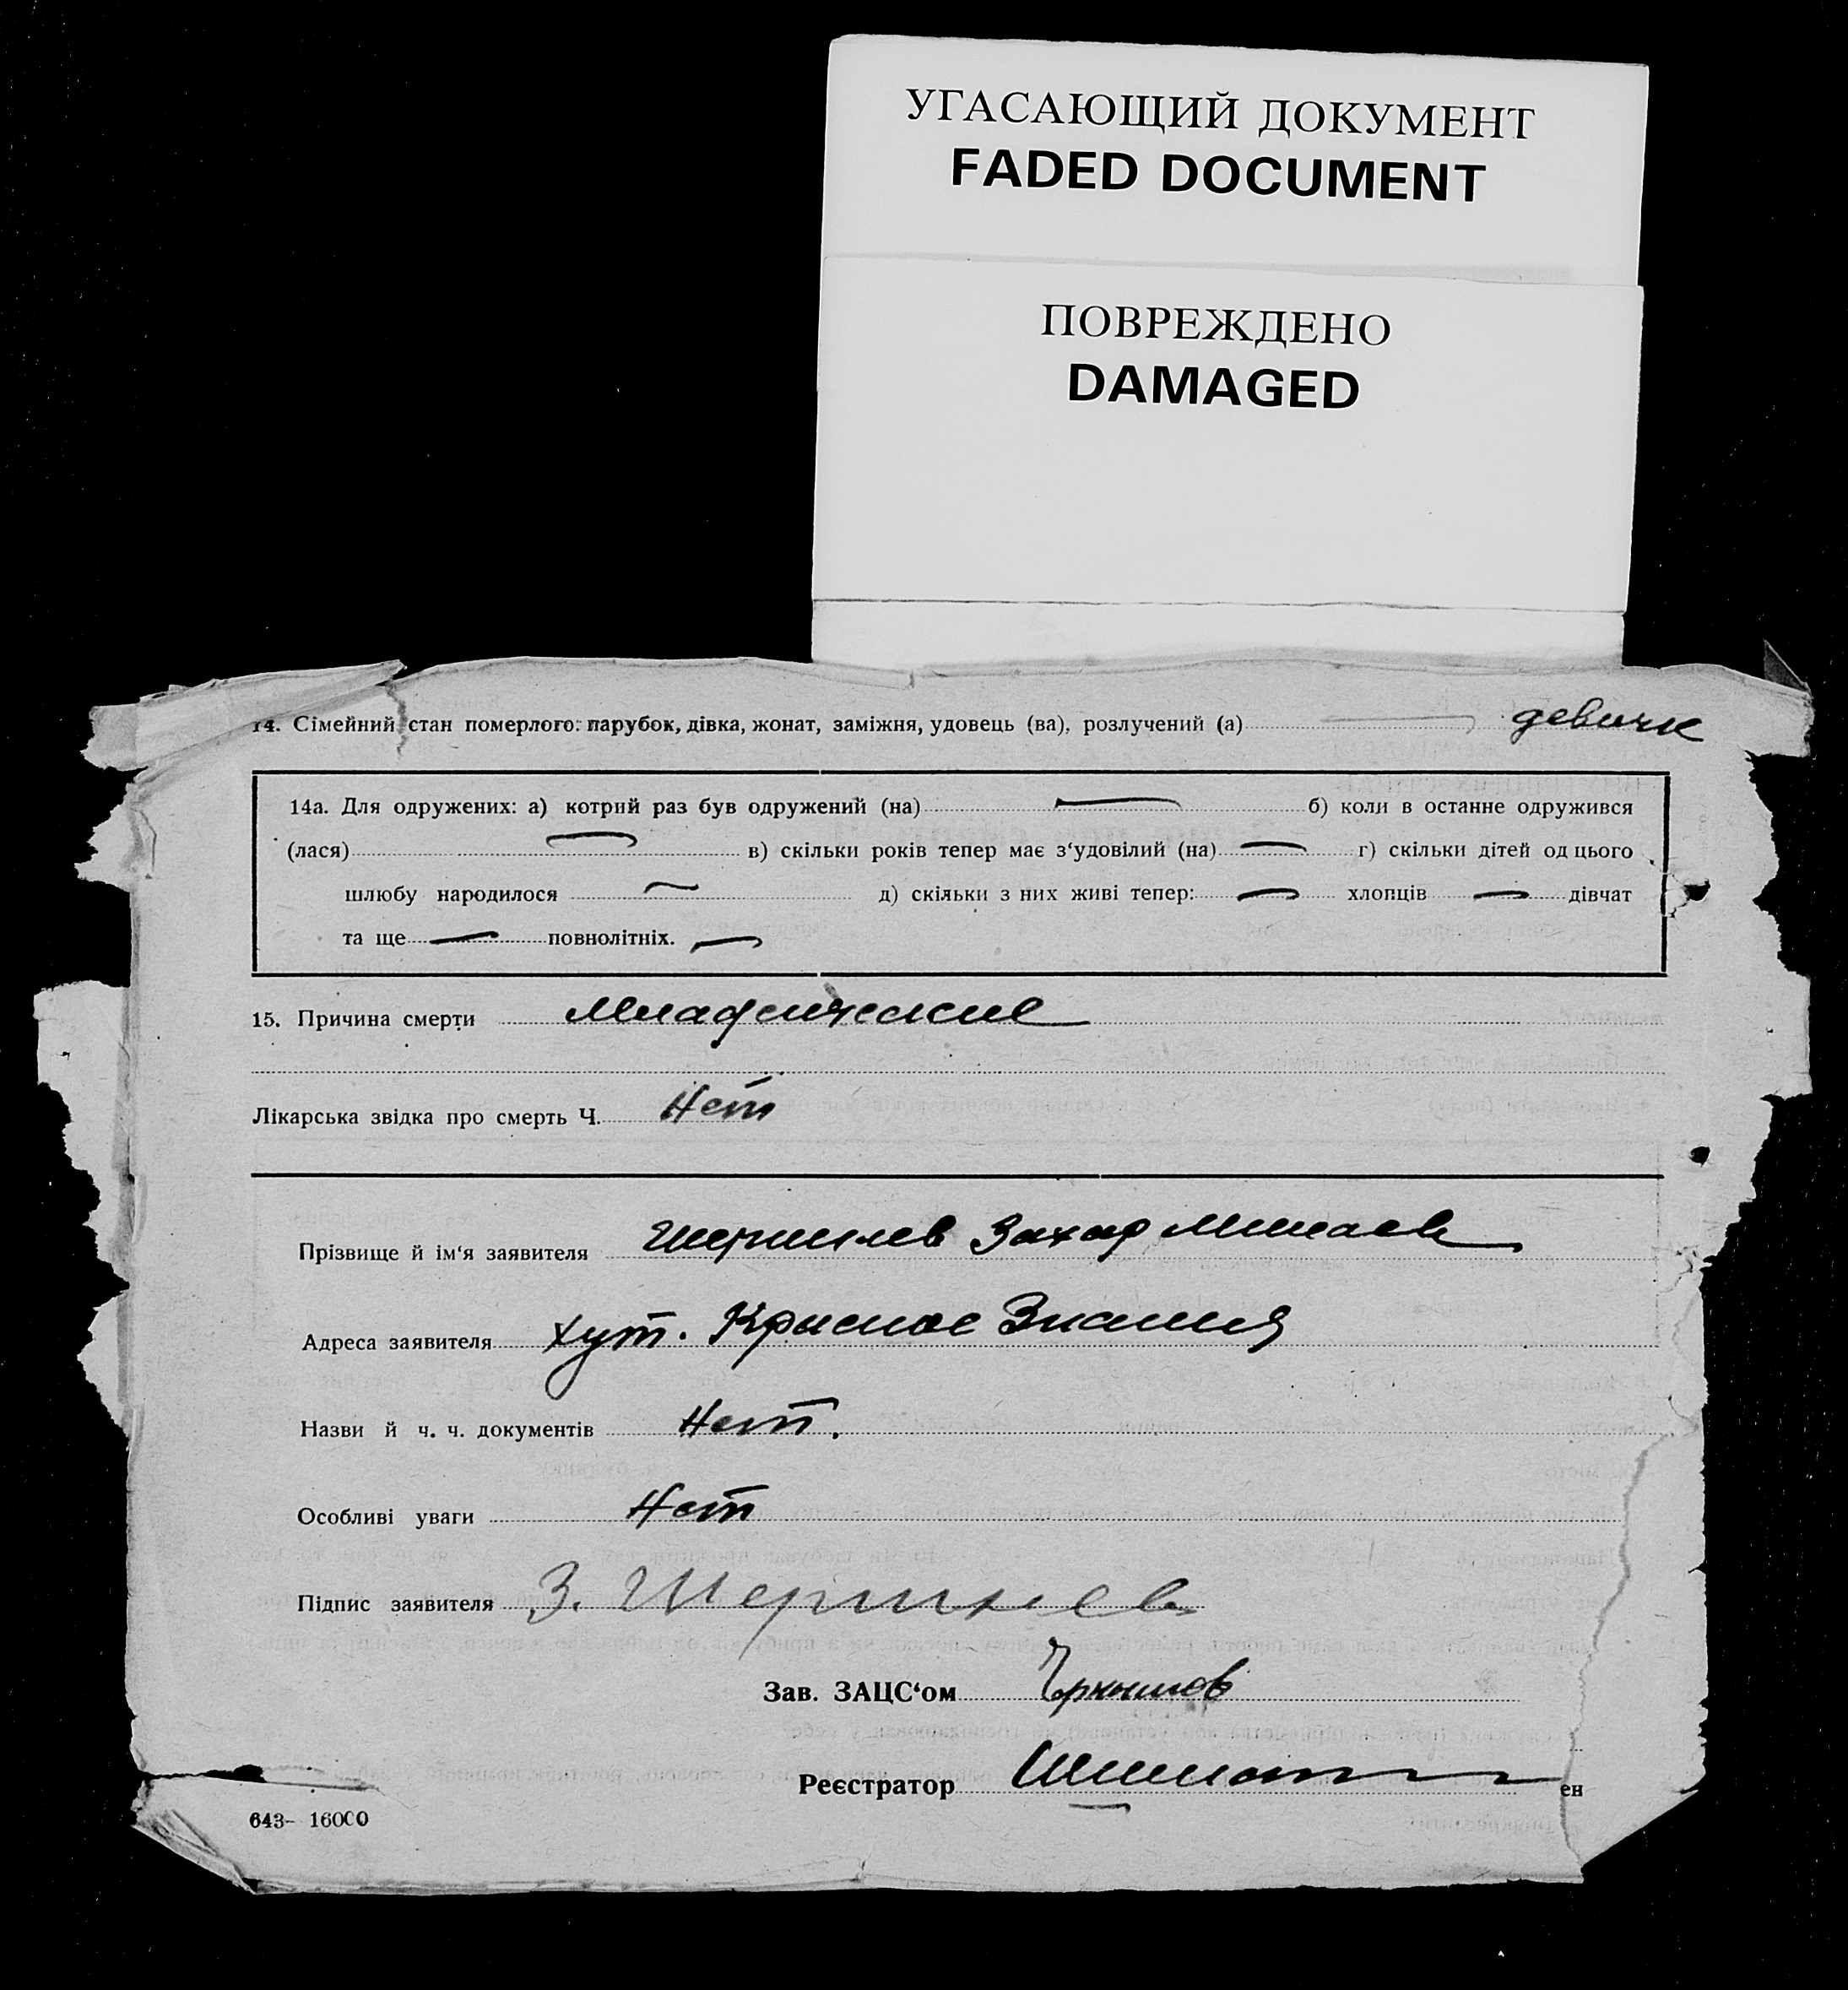 УГАСАЮЩИЙ ДОКУМЕНТ
FADED DOCUMENT
ПОВРЕЖДЕНО
DAMAGED
14. Сімейний стан померлого: парубок, дівка, жонат, заміжня, удовець (ва), розлучений (а)
14а. Для одружених: а) котрий раз був одружений (на) б) коли в останне одружився
(лася) в) скільки років тепер має з‘удовілий (на) г) скільки дітей од цього
шлюбу народилося д) скільки з них живі тепер: хлопців дівчат
та ще повнолітніх.
15. Причина смерти Младенческие
Лікарська звідка про смерть Ч. Нет
Прізвище й ім‘я заявителя Захар
Адреса заявителя хут. Красное Знамия
Назви й ч. ч. документів Нет.
Особливі уваги Нет
Підпис заявителя З.
Зав. ЗАЦС‘ом
Реєстратор ен
643– 16000